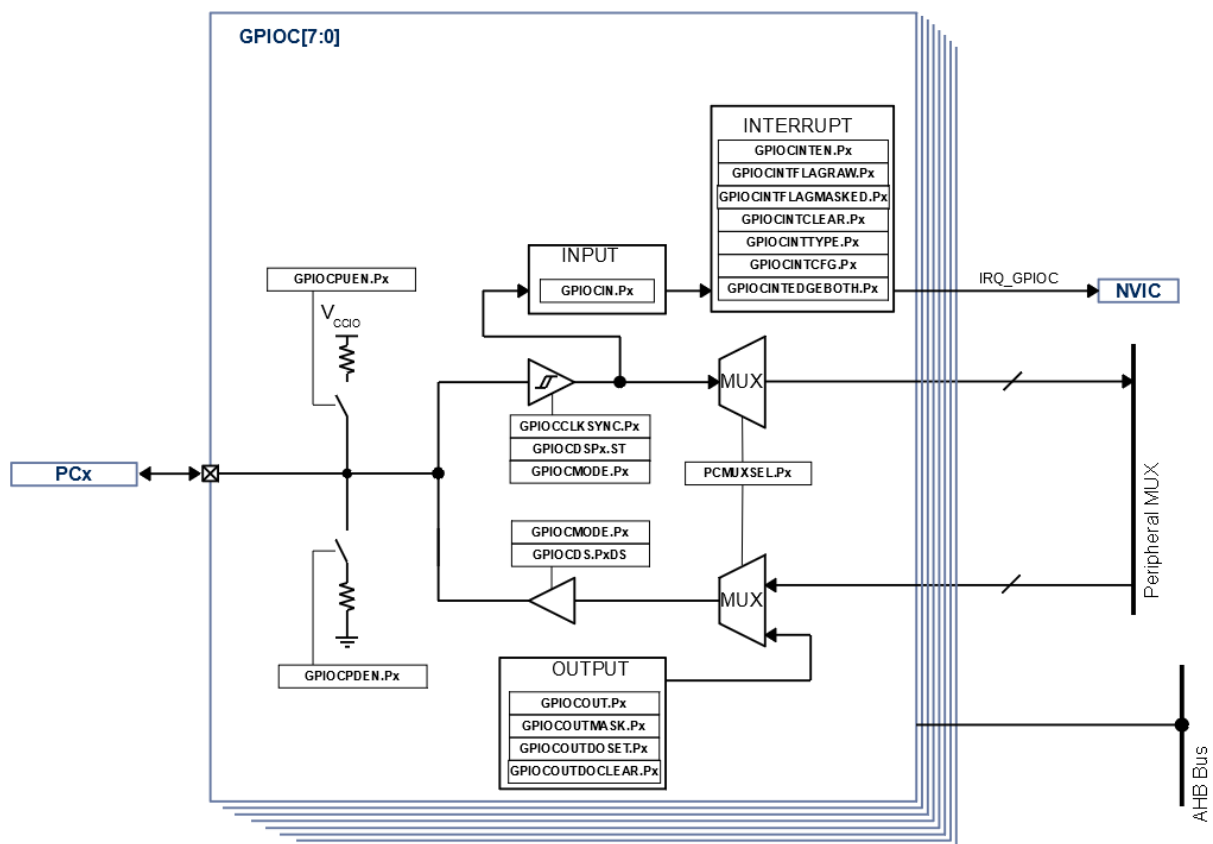 GPIOC[7:0]
INTERRUPT
GPIOCINTEN.Px
GPIOCINTFLAGRAW.Px
GPIOCINTFLAGMASKED.Px
GPIOCINTCLEAR.Px
GPIOCINTTYPE.Px
GPIOCINTCFG.Px
GPIOCINTEDGEBOTH.Px
INPUT
GPIOCIN.Px
IRQ_GPIOC
NVIC
GPIOCPUEN.Px
VCCIO
MUX
GPIOCCLKSYNC.Px
GPIOCDSPx.ST
GPIOCMODE.Px
PCMUXSEL.Px
PCx
GPIOCMODE.Px
GPIOCDS.PxDS
MUX
Peripheral MUX
GPIOCPDEN.Px
OUTPUT
GPIOCOUT.Px
GPIOCOUTMASK.Px
GPIOCOUTDOSET.Px
GPIOCOUTDOCLEAR.Px
AHB Bus